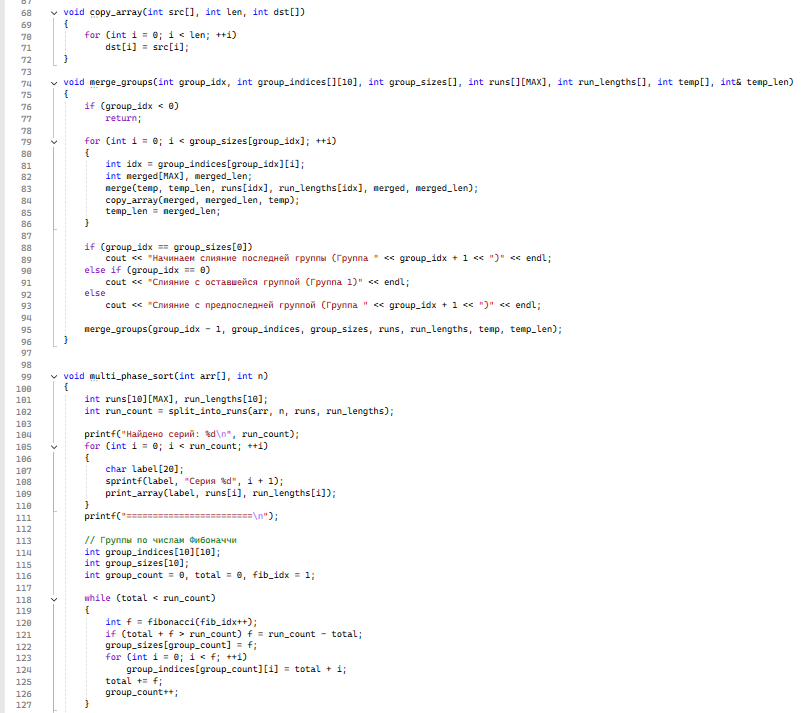 67
68 void copy_array(int src[], int len, int dst[])
69 {
70     for (int i = 0; i < len; ++i)
71         dst[i] = src[i];
72 }
73
74 void merge_groups(int group_idx, int group_indices[][10], int group_sizes[], int runs[][MAX], int run_lengths[], int temp[], int& temp_len)
75 {
76     if (group_idx < 0)
77         return;
78
79     for (int i = 0; i < group_sizes[group_idx]; ++i)
80     {
81         int idx = group_indices[group_idx][i];
82         int merged[MAX], merged_len;
83         merge(temp, temp_len, runs[idx], run_lengths[idx], merged, merged_len);
84         copy_array(merged, merged_len, temp);
85         temp_len = merged_len;
86     }
87
88     if (group_idx == group_sizes[0])
89         cout << "Начинаем слияние последней группы (Группа " << group_idx + 1 << ")" << endl;
90     else if (group_idx == 0)
91         cout << "Слияние с оставшейся группой (Группа 1)" << endl;
92     else
93         cout << "Слияние с предпоследней группой (Группа " << group_idx + 1 << ")" << endl;
94
95     merge_groups(group_idx - 1, group_indices, group_sizes, runs, run_lengths, temp, temp_len);
96 }
97
98
99 void multi_phase_sort(int arr[], int n)
100 {
101     int runs[10][MAX], run_lengths[10];
102     int run_count = split_into_runs(arr, n, runs, run_lengths);
103
104     printf("Найдено серий: %d\n", run_count);
105     for (int i = 0; i < run_count; ++i)
106     {
107         char label[20];
108         sprintf(label, "Серия %d", i + 1);
109         print_array(label, runs[i], run_lengths[i]);
110     }
111     printf("========================\n");
112
113     // Группы по числам Фибоначчи
114     int group_indices[10][10];
115     int group_sizes[10];
116     int group_count = 0, total = 0, fib_idx = 1;
117
118     while (total < run_count)
119     {
120         int f = fibonacci(fib_idx++);
121         if (total + f > run_count) f = run_count - total;
122         group_sizes[group_count] = f;
123         for (int i = 0; i < f; ++i)
124             group_indices[group_count][i] = total + i;
125         total += f;
126         group_count++;
127     }